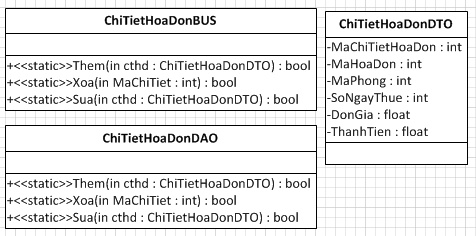 ChiTietHoaDonBUS
+<<static>>Them(in cthd : ChiTietHoaDonDTO) : bool
+<<static>>Xoa(in MaChiTiet : int) : bool
+<<static>>Sua(in cthd : ChiTietHoaDonDTO) : bool
ChiTietHoaDonDAO
+<<static>>Them(in cthd : ChiTietHoaDonDTO) : bool
+<<static>>Xoa(in MaChiTiet : int) : bool
+<<static>>Sua(in cthd : ChiTietHoaDonDTO) : bool
ChiTietHoaDonDTO
-MaChiTietHoaDon : int
-MaHoaDon : int
-MaPhong : int
-SoNgayThue : int
-DonGia : float
-ThanhTien : float